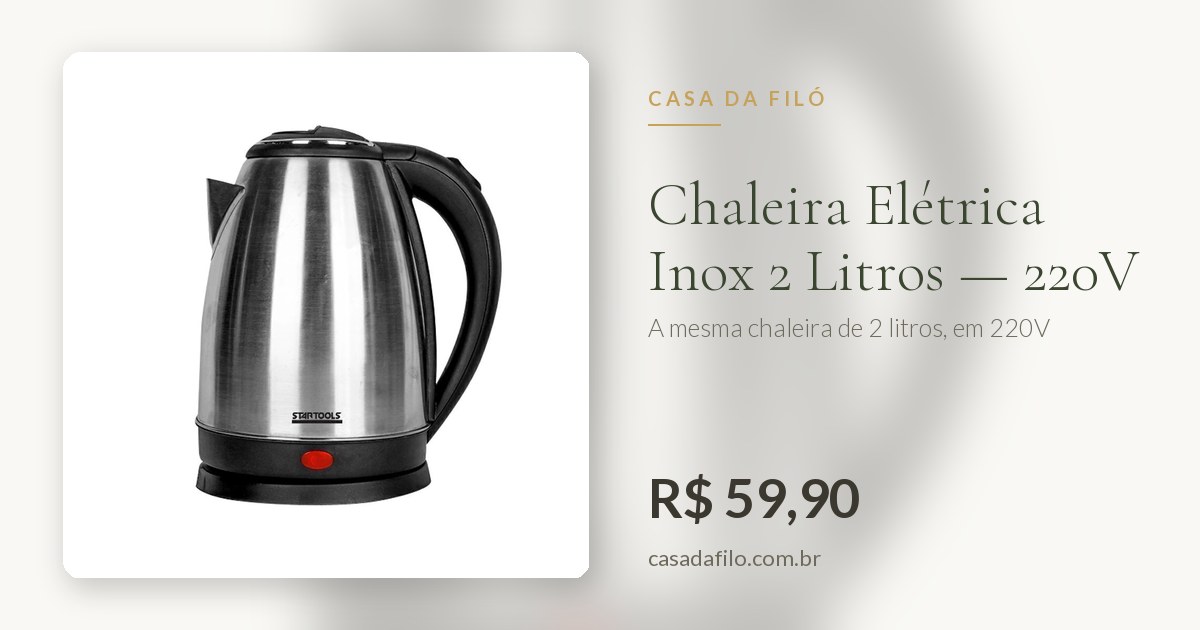 CASA DA FILÓ
Chaleira Elétrica
Inox 2 Litros — 220V
A mesma chaleira de 2 litros, em 220V
R$ 59,90
casadafilo.com.br
STARTOOLS